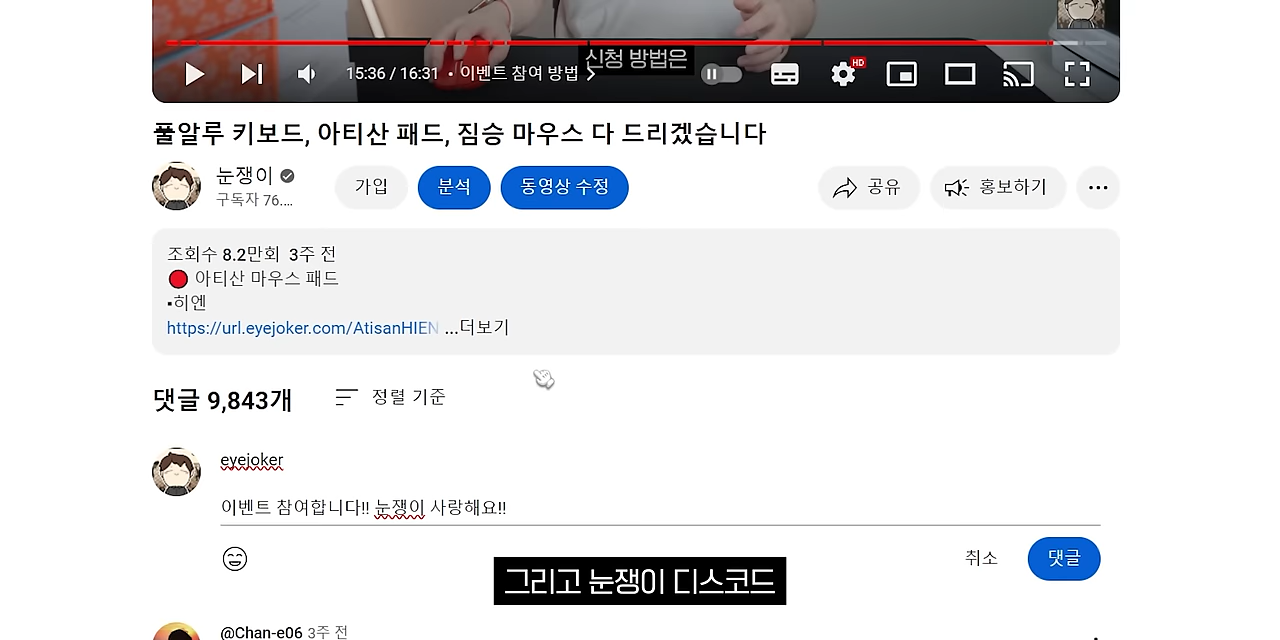 신청 방법은
15:36 / 16:31 • 이벤트 참여 방법
HD
풀알루 키보드, 아티산 패드, 짐승 마우스 다 드리겠습니다
눈쟁이
구독자 76....
가입
분석
동영상 수정
공유
홍보하기
조회수 8.2만회 3주 전
아티산 마우스 패드
▪히엔
https://url.eyejoker.com/AtisanHIEN ...더보기
댓글 9,843개
정렬 기준
eyejoker
이벤트 참여합니다!! 눈쟁이 사랑해요!!
취소
댓글
그리고 눈쟁이 디스코드
@Chan-e06 3주 전